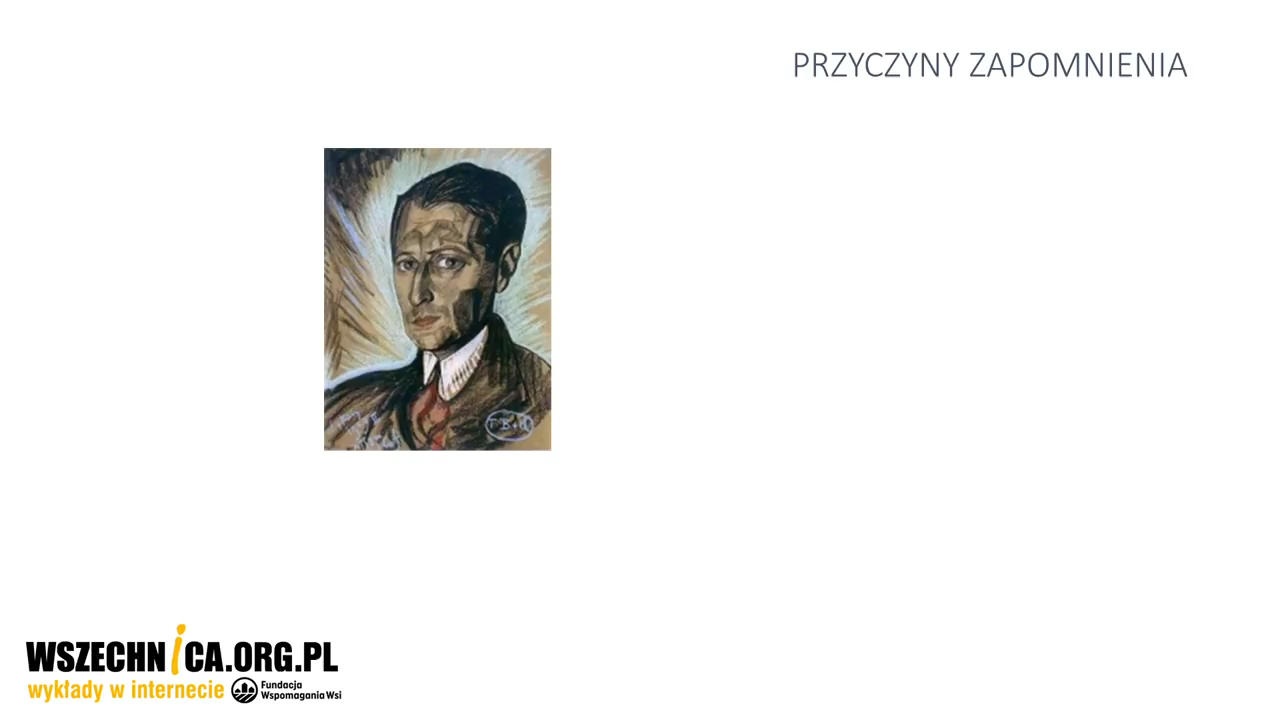 PRZYCZYNY ZAPOMNIENIA
WSZECHNiCA.ORG.PL
wykłady w internecie
Fundacja
Wspomagania Wsi